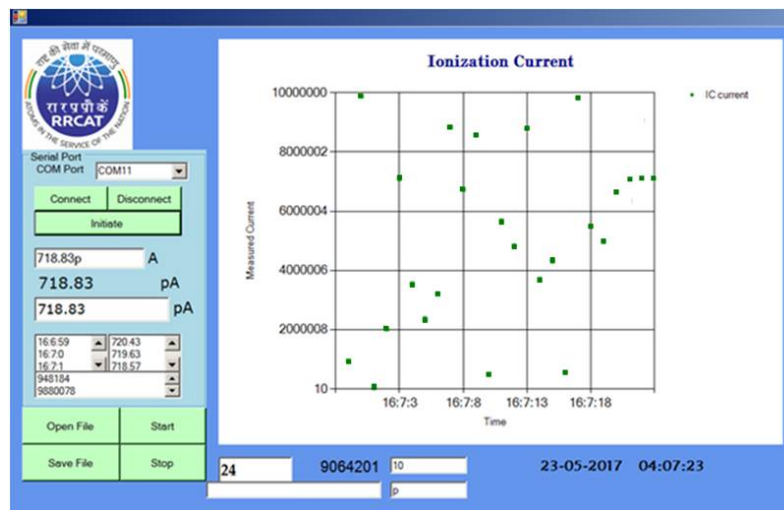 राष्ट्र की सेवा में परमाणु
रारापप्रौकें
RRCAT
ATOMS IN THE SERVICE OF THE NATION
Serial Port
COM Port COM11
Connect Disconnect
Initiate
718.83p A
718.83 pA
718.83 pA
16:6:59 720.43
16:7:0 719.63
16:7:1 718.57
948184
9880078
Open File Start
Save File Stop
Ionization Current
IC current
Measured Current
10000000
8000002
6000004
4000006
2000008
10
16:7:3 16:7:8 16:7:13 16:7:18
Time
24 9064201 10 23-05-2017 04:07:23
p